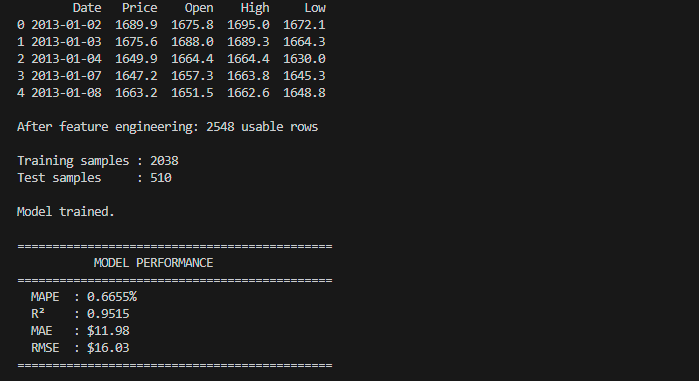 Date Price Open High Low
0 2013-01-02 1689.9 1675.8 1695.0 1672.1
1 2013-01-03 1675.6 1688.0 1689.3 1664.3
2 2013-01-04 1649.9 1664.4 1664.4 1630.0
3 2013-01-07 1647.2 1657.3 1663.8 1645.3
4 2013-01-08 1663.2 1651.5 1662.6 1648.8
After feature engineering: 2548 usable rows
Training samples : 2038
Test samples     : 510
Model trained.
=============================================
MODEL PERFORMANCE
=============================================
MAPE  : 0.6655%
R²    : 0.9515
MAE   : $11.98
RMSE  : $16.03
=============================================